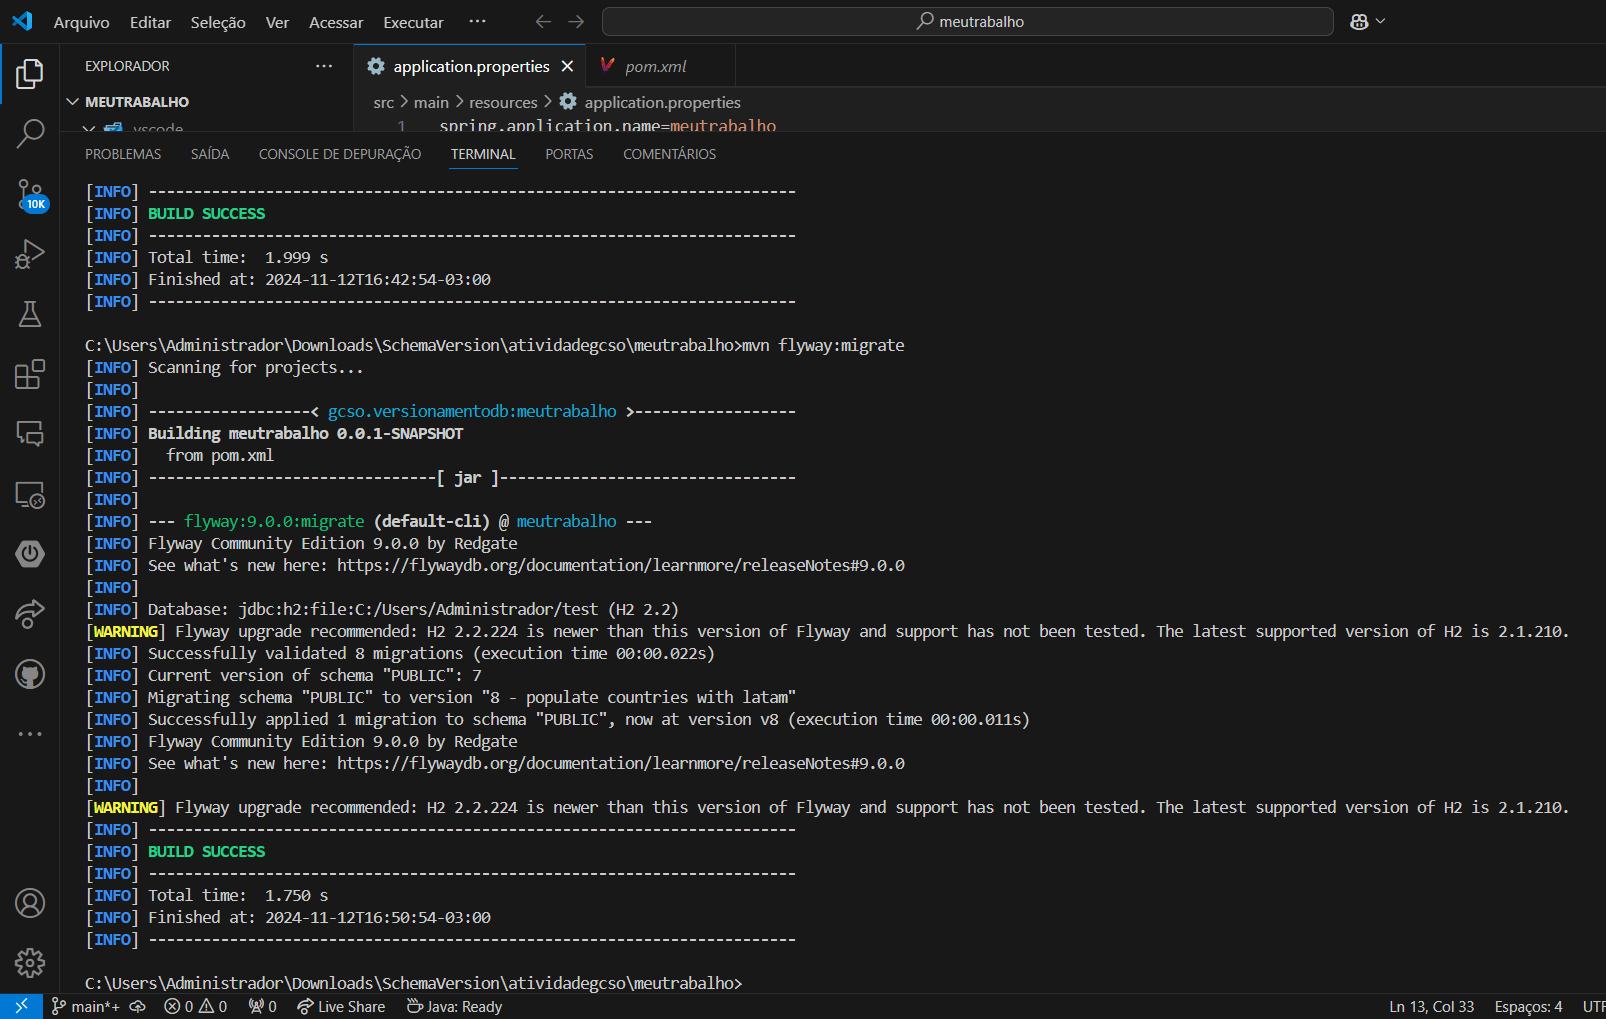 Arquivo Editar Seleção Ver Acessar Executar ··· meutrabalho
EXPLORADOR ··· application.properties pom.xml
MEUTRABALHO src > main > resources > application.properties
.vscode 1 spring.application.name=meutrabalho
PROBLEMAS SAÍDA CONSOLE DE DEPURAÇÃO TERMINAL PORTAS COMENTÁRIOS
[INFO] ------------------------------------------------------------------------
[INFO] BUILD SUCCESS
[INFO] ------------------------------------------------------------------------
[INFO] Total time:  1.999 s
[INFO] Finished at: 2024-11-12T16:42:54-03:00
[INFO] ------------------------------------------------------------------------
C:\Users\Administrador\Downloads\SchemaVersion\atividadegcso\meutrabalho>mvn flyway:migrate
[INFO] Scanning for projects...
[INFO]
[INFO] ------------------< gcso.versionamentodb:meutrabalho >------------------
[INFO] Building meutrabalho 0.0.1-SNAPSHOT
[INFO]   from pom.xml
[INFO] --------------------------------[ jar ]---------------------------------
[INFO]
[INFO] --- flyway:9.0.0:migrate (default-cli) @ meutrabalho ---
[INFO] Flyway Community Edition 9.0.0 by Redgate
[INFO] See what's new here: https://flywaydb.org/documentation/learnmore/releaseNotes#9.0.0
[INFO]
[INFO] Database: jdbc:h2:file:C:/Users/Administrador/test (H2 2.2)
[WARNING] Flyway upgrade recommended: H2 2.2.224 is newer than this version of Flyway and support has not been tested. The latest supported version of H2 is 2.1.210.
[INFO] Successfully validated 8 migrations (execution time 00:00.022s)
[INFO] Current version of schema "PUBLIC": 7
[INFO] Migrating schema "PUBLIC" to version "8 - populate countries with latam"
[INFO] Successfully applied 1 migration to schema "PUBLIC", now at version v8 (execution time 00:00.011s)
[INFO] Flyway Community Edition 9.0.0 by Redgate
[INFO] See what's new here: https://flywaydb.org/documentation/learnmore/releaseNotes#9.0.0
[INFO]
[WARNING] Flyway upgrade recommended: H2 2.2.224 is newer than this version of Flyway and support has not been tested. The latest supported version of H2 is 2.1.210.
[INFO] ------------------------------------------------------------------------
[INFO] BUILD SUCCESS
[INFO] ------------------------------------------------------------------------
[INFO] Total time:  1.750 s
[INFO] Finished at: 2024-11-12T16:50:54-03:00
[INFO] ------------------------------------------------------------------------
C:\Users\Administrador\Downloads\SchemaVersion\atividadegcso\meutrabalho>
10K
main*+ 0 0 0 Live Share Java: Ready Ln 13, Col 33 Espaços: 4 UTF